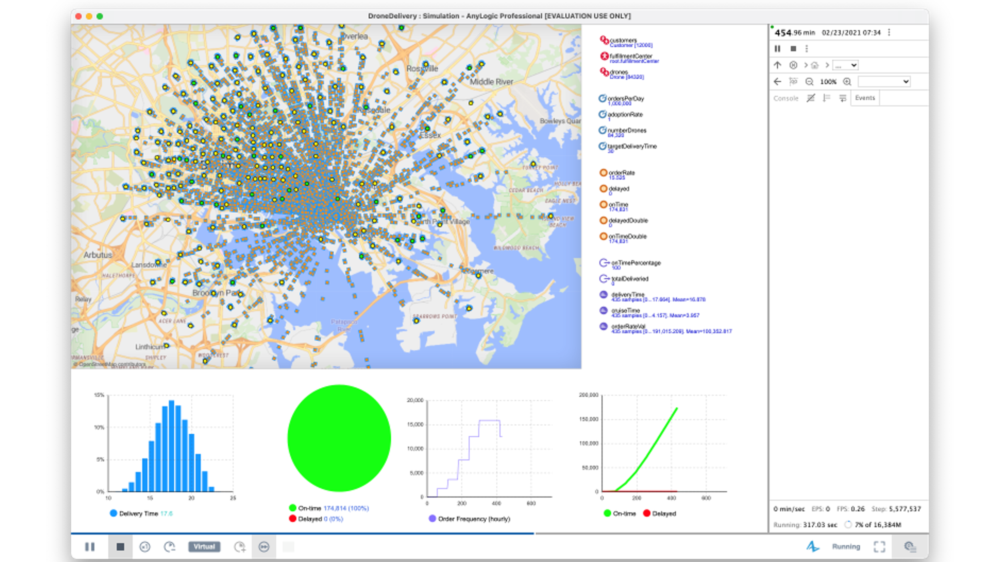 DroneDelivery : Simulation - AnyLogic Professional [EVALUATION USE ONLY]
Overlea
Rossville
Middle River
Rosedale
Bowleys Quar
Essex
TURKEY POINT
HOLLY BEA
CEDAR BEACH
EAGLE NEST
North Point Village
BEACH
WILDWOOD BEACH
Arbutus
Lansdowne
HALETHORPE
Edgemere
Brooklyn Park
Relay
SPARROWS POINT
ACER LANE
Patapsco
River
ge
Linthicum
SHIPLEY
WOODCREST
RMANSVILLE
© OpenStreetMap contributors
customers
Customer [12000]
fulfillmentCenter
root.fulfillmentCenter
drones
Drone [84320]
ordersPerDay
1,000,000
adoptionRate
1
numberDrones
84,320
targetDeliveryTime
30
orderRate
15.525
delayed
0
onTime
174,831
delayedDouble
0
onTimeDouble
174,831
onTimePercentage
100
totalDeliveried
0
deliveryTime
435 samples [0...17.664]. Mean=16.878
cruiseTime
435 samples [0...4.157]. Mean=3.957
orderRateVal
435 samples [0...191,015.209]. Mean=100,352.817
454.96 min 02/23/2021 07:34
...
100%
Console Events
15%
10%
5%
0%
10 15 20 25
Delivery Time 17.6
On-time 174,814 (100%)
Delayed 0 (0%)
20,000
15,000
10,000
5,000
0
0 200 400 600
Order Frequency (hourly)
200,000
150,000
100,000
50,000
0
0 200 400 600
On-time Delayed
0 min/sec EPS: 0 FPS: 0.26 Step: 5,577,537
Running: 317.03 sec 7% of 16,384M
x1 Virtual Running